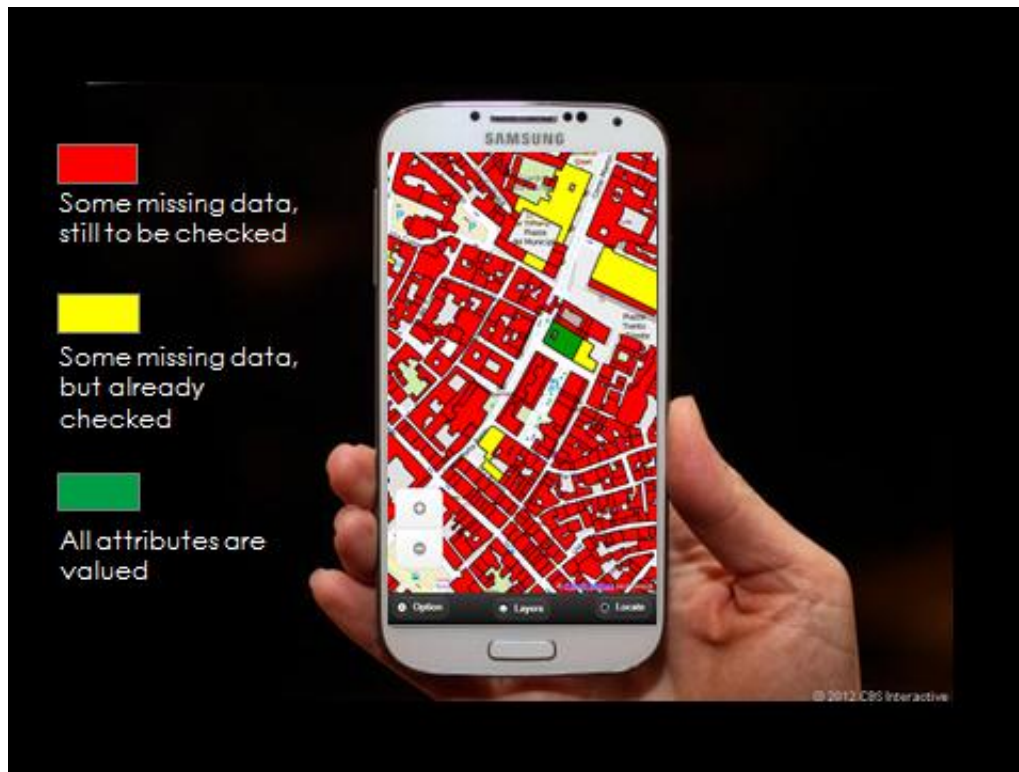 SAMSUNG
Some missing data,
still to be checked
Piazza
Some missing data,
but already
checked
All attributes are
valued
Option
Layers
Locate
© 2012 CBS Interactive